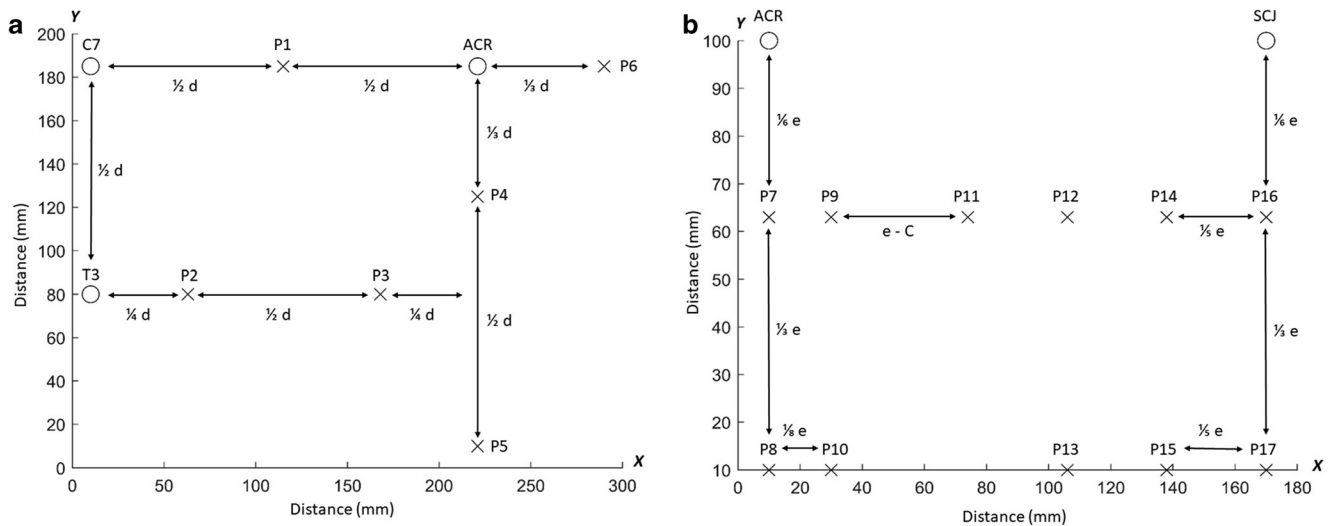 a
Y
200
180
160
140
120
100
80
60
40
20
0
Distance (mm)
C7
P1
ACR
P6
½ d
½ d
⅓ d
½ d
⅓ d
P4
T3
P2
P3
¼ d
½ d
¼ d
½ d
P5
0
50
100
150
200
250
300
X
Distance (mm)
b
Y
ACR
SCJ
100
90
80
70
60
50
40
30
20
10
Distance (mm)
⅙ e
⅙ e
P7
P9
P11
P12
P14
P16
e - C
⅕ e
⅓ e
⅓ e
⅛ e
⅕ e
P8
P10
P13
P15
P17
0
20
40
60
80
100
120
140
160
180
X
Distance (mm)